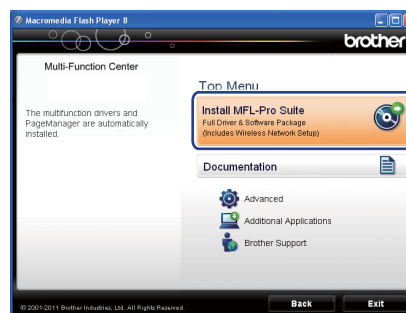 Macromedia Flash Player 8
brother
Multi-Function Center
Top Menu
The multifunction drivers and
PageManager are automatically
installed.
Install MFL-Pro Suite
Full Driver & Software Package
(Includes Wireless Network Setup)
Documentation
Advanced
Additional Applications
Brother Support
© 2001-2011 Brother Industries, Ltd. All Rights Reserved.
Back
Exit